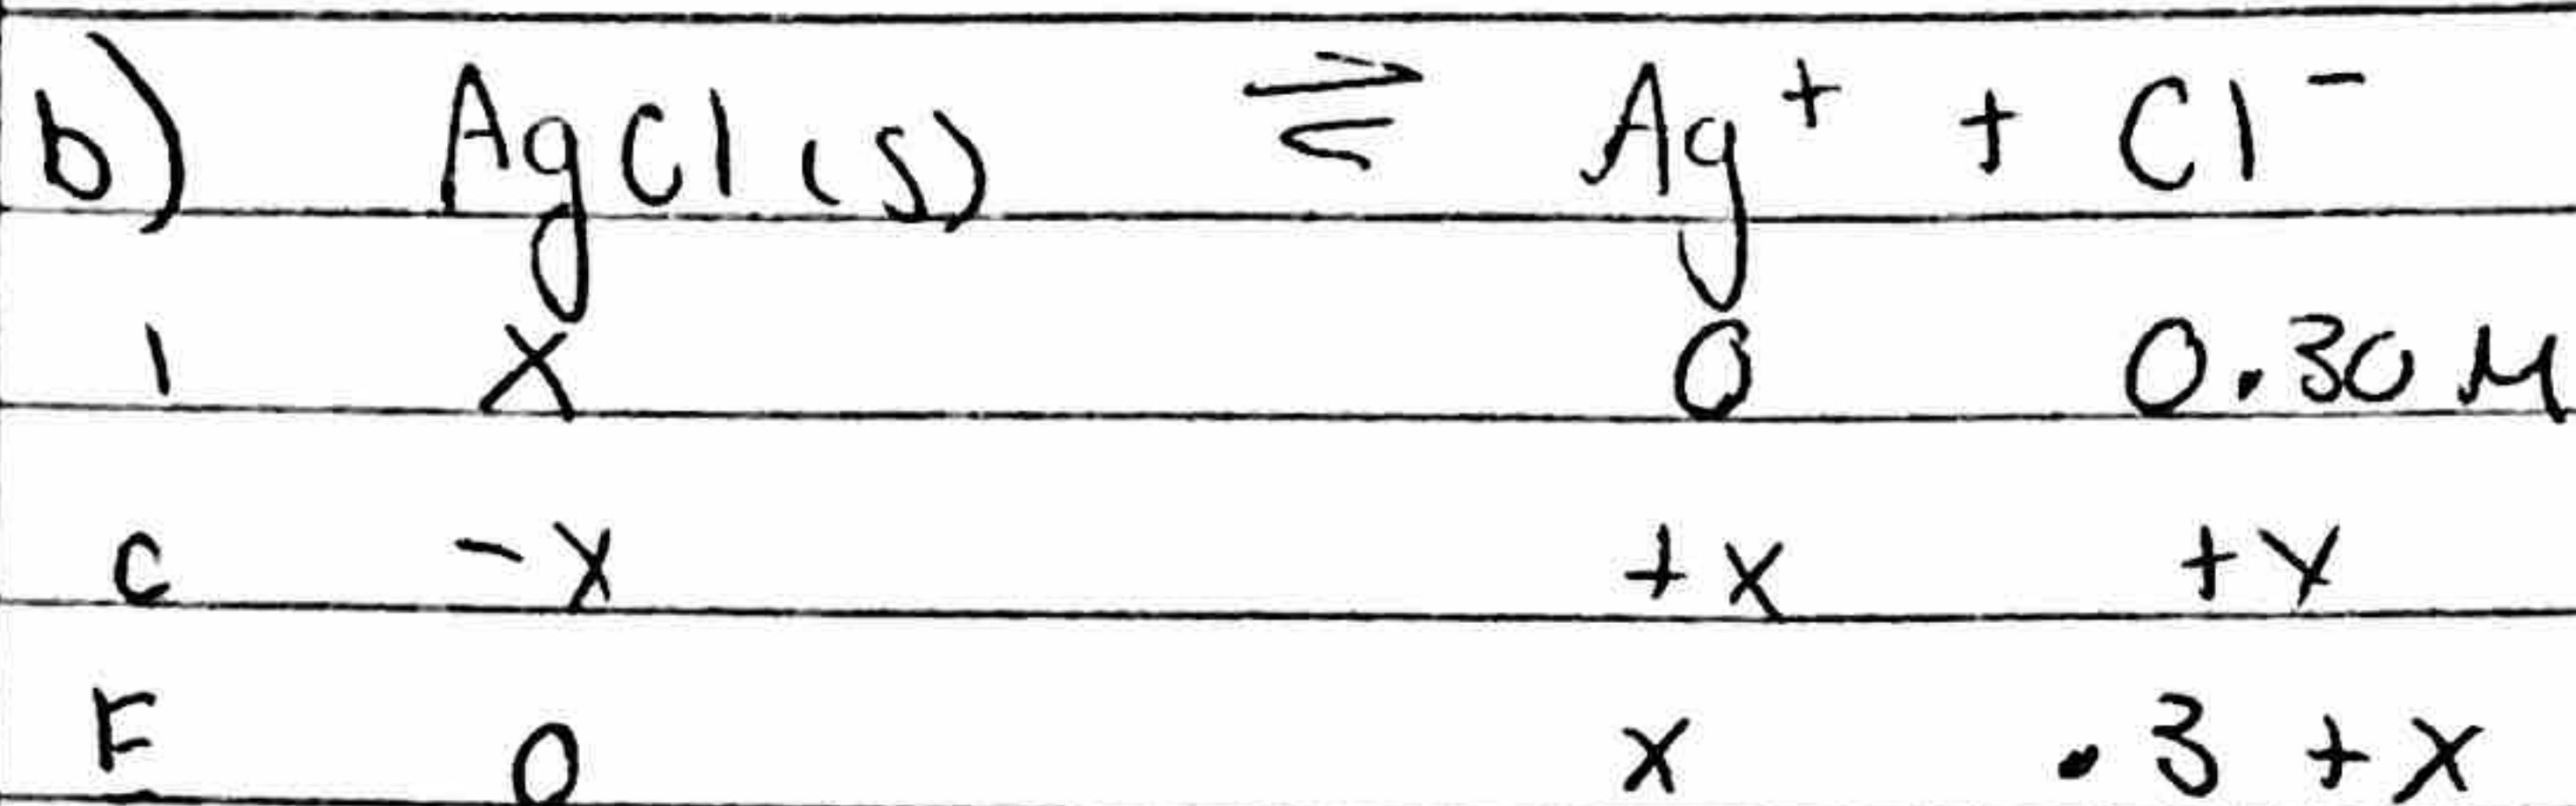 b) AgCl(s) ⇌ Ag⁺ + Cl⁻
I X 0 0.30 M
C -X +X +X
E 0 X .3 + X